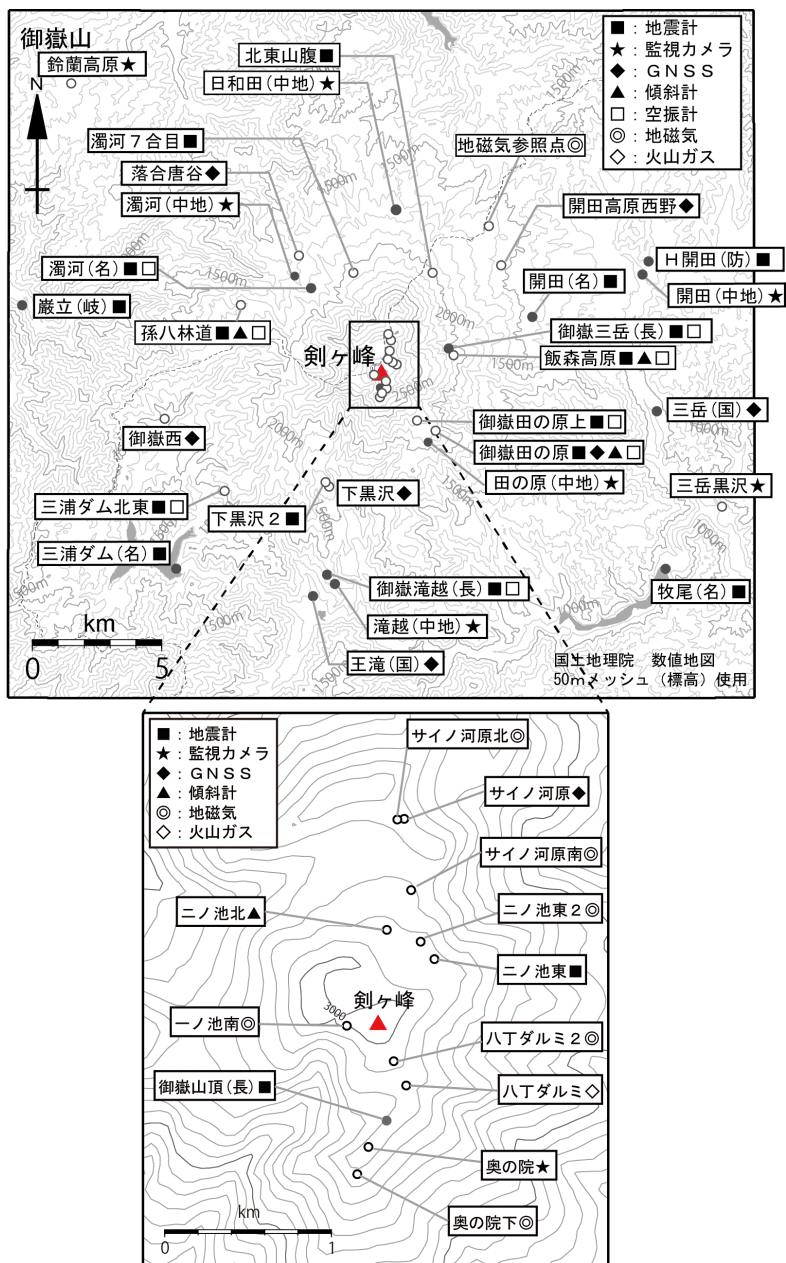 御嶽山
鈴蘭高原★
N
北東山腹■
日和田(中地)★
■：地震計
★：監視カメラ
◆：ＧＮＳＳ
▲：傾斜計
□：空振計
◎：地磁気
◇：火山ガス
濁河７合目■
落合唐谷◆
濁河(中地)★
地磁気参照点◎
開田高原西野◆
濁河(名)■□
巌立(岐)■
孫八林道■▲□
Ｈ開田(防)■
開田(中地)★
開田(名)■
御嶽三岳(長)■□
飯森高原■▲□
剣ヶ峰
三岳(国)◆
御嶽田の原上■□
御嶽田の原■◆▲□
田の原(中地)★
三岳黒沢★
御嶽西◆
三浦ダム北東■□
下黒沢２■
下黒沢◆
三浦ダム(名)■
御嶽滝越(長)■□
滝越(中地)★
王滝(国)◆
牧尾(名)■
1500m
1500m
1500m
1500m
2000m
1500m
2500m
2000m
1000m
1500m
1500m
1000m
1000m
1500m
km
0 5
国土地理院　数値地図
50ｍメッシュ（標高）使用
■：地震計
★：監視カメラ
◆：ＧＮＳＳ
▲：傾斜計
◎：地磁気
◇：火山ガス
サイノ河原北◎
サイノ河原◆
サイノ河原南◎
二ノ池北▲
二ノ池東２◎
二ノ池東■
剣ヶ峰
3000
一ノ池南◎
八丁ダルミ２◎
御嶽山頂(長)■
八丁ダルミ◇
奥の院★
奥の院下◎
km
0 1